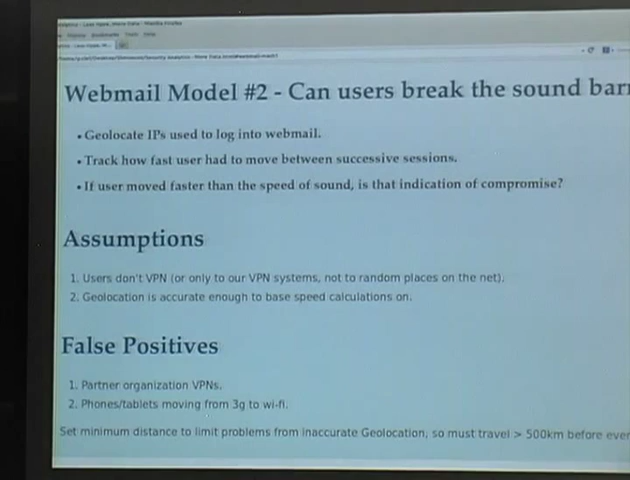 Webmail Model #2 - Can users break the sound barr
• Geolocate IPs used to log into webmail.
• Track how fast user had to move between successive sessions.
• If user moved faster than the speed of sound, is that indication of compromise?
Assumptions
1. Users don't VPN (or only to our VPN systems, not to random places on the net).
2. Geolocation is accurate enough to base speed calculations on.
False Positives
1. Partner organization VPNs.
2. Phones/tablets moving from 3g to wi-fi.
Set minimum distance to limit problems from inaccurate Geolocation, so must travel > 500km before ever